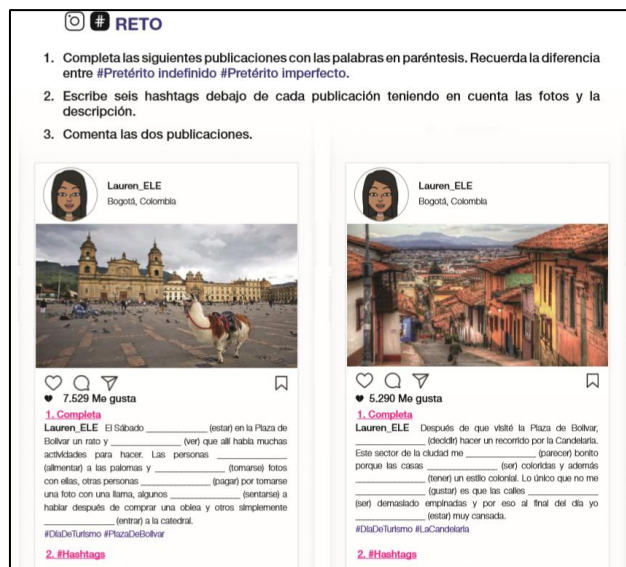 # RETO
1. Completa las siguientes publicaciones con las palabras en paréntesis. Recuerda la diferencia
entre #Pretérito indefinido #Pretérito imperfecto.
2. Escribe seis hashtags debajo de cada publicación teniendo en cuenta las fotos y la
descripción.
3. Comenta las dos publicaciones.
Lauren_ELE
Bogotá, Colombia
7.529 Me gusta
1. Completa
Lauren_ELE El Sábado ____________ (estar) en la Plaza de
Bolívar un rato y ____________ (ver) que allí había muchas
actividades para hacer. Las personas ____________
(alimentar) a las palomas y ____________ (tomarse) fotos
con ellas, otras personas ____________ (pagar) por tomarse
una foto con una llama, algunos ____________ (sentarse) a
hablar después de comprar una oblea y otros simplemente
____________ (entrar) a la catedral.
#DíaDeTurismo #PlazaDeBolívar
2. #Hashtags
Lauren_ELE
Bogotá, Colombia
5.290 Me gusta
1. Completa
Lauren_ELE Después de que visité la Plaza de Bolívar,
____________ (decidir) hacer un recorrido por la Candelaria.
Este sector de la ciudad me ____________ (parecer) bonito
porque las casas ____________ (ser) coloridas y además
____________ (tener) un estilo colonial. Lo único que no me
____________ (gustar) es que las calles ____________
(ser) demasiado empinadas y por eso al final del día yo
____________ (estar) muy cansada.
#DíaDeTurismo #LaCandelaria
2. #Hashtags